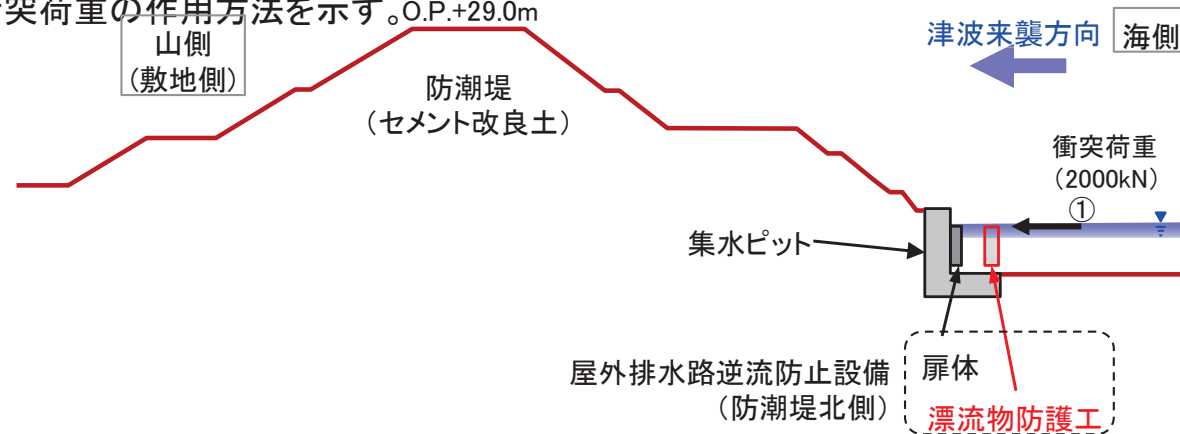 突荷重の作用方法を示す。O.P.+29.0m
山側
(敷地側)
防潮堤
(セメント改良土)
津波来襲方向
海側
衝突荷重
(2000kN)
①
集水ピット
屋外排水路逆流防止設備
(防潮堤北側)
扉体
漂流物防護工